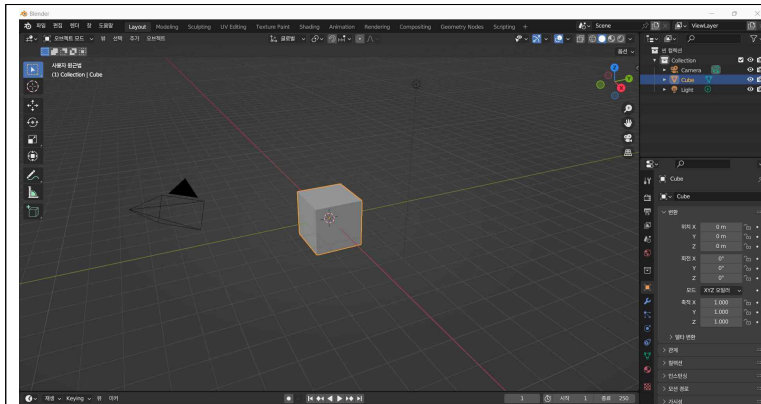 Blender
파일 편집 렌더 창 도움말 Layout Modeling Sculpting UV Editing Texture Paint Shading Animation Rendering Compositing Geometry Nodes Scripting + Scene ViewLayer
오브젝트 모드 뷰 선택 추가 오브젝트 글로벌
옵션
사용자 원근법
(1) Collection | Cube
Z
Y
X
씬 컬렉션
Collection
Camera
Cube
Light
Cube
Cube
변환
위치 X 0 m
Y 0 m
Z 0 m
회전 X 0°
Y 0°
Z 0°
모드 XYZ 오일러
축적 X 1.000
Y 1.000
Z 1.000
델타 변환
관계
컬렉션
인스턴싱
모션 경로
가시성
재생 Keying 뷰 마커 1 시작 1 종료 250